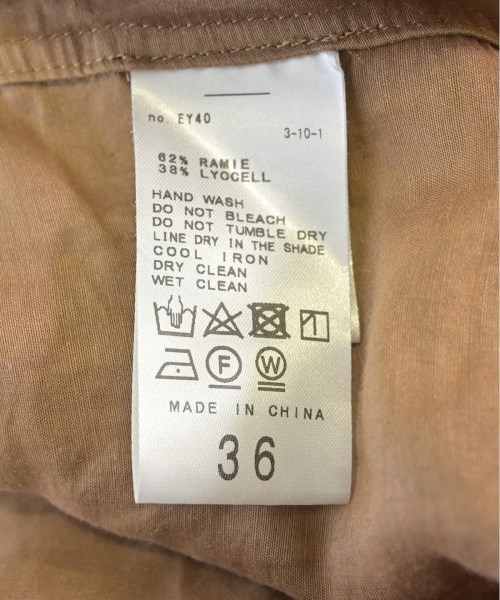 no. EY40
3-10-1
62% RAMIE
38% LYOCELL
HAND WASH
DO NOT BLEACH
DO NOT TUMBLE DRY
LINE DRY IN THE SHADE
COOL IRON
DRY CLEAN
WET CLEAN
F W
MADE IN CHINA
36